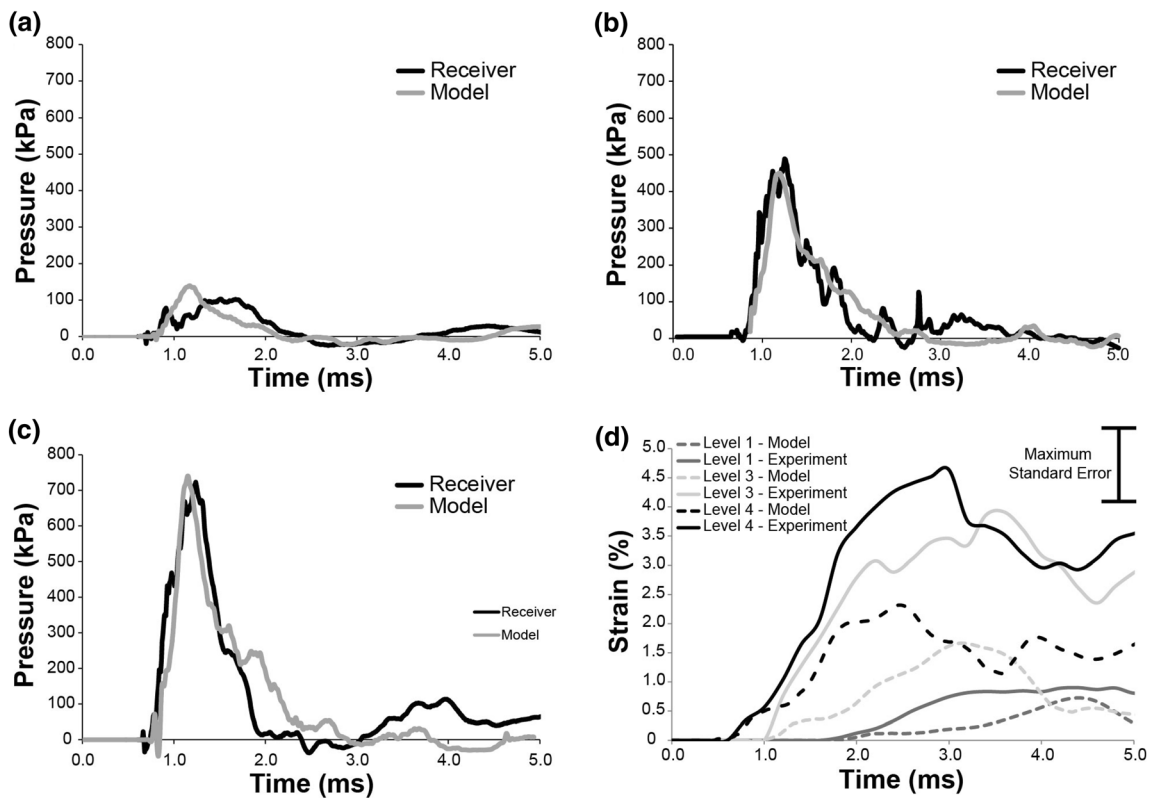 (a)
800
700
600
500
400
300
200
100
0
Pressure (kPa)
Receiver
Model
0.0 1.0 2.0 3.0 4.0 5.0
Time (ms)
(b)
800
700
600
500
400
300
200
100
0
Pressure (kPa)
Receiver
Model
0.0 1.0 2.0 3.0 4.0 5.0
Time (ms)
(c)
800
700
600
500
400
300
200
100
0
Pressure (kPa)
Receiver
Model
Receiver
Model
0.0 1.0 2.0 3.0 4.0 5.0
Time (ms)
(d)
5.0
4.5
4.0
3.5
3.0
2.5
2.0
1.5
1.0
0.5
0
Strain (%)
Level 1 - Model
Level 1 - Experiment
Level 3 - Model
Level 3 - Experiment
Level 4 - Model
Level 4 - Experiment
Maximum
Standard Error
0.0 1.0 2.0 3.0 4.0 5.0
Time (ms)